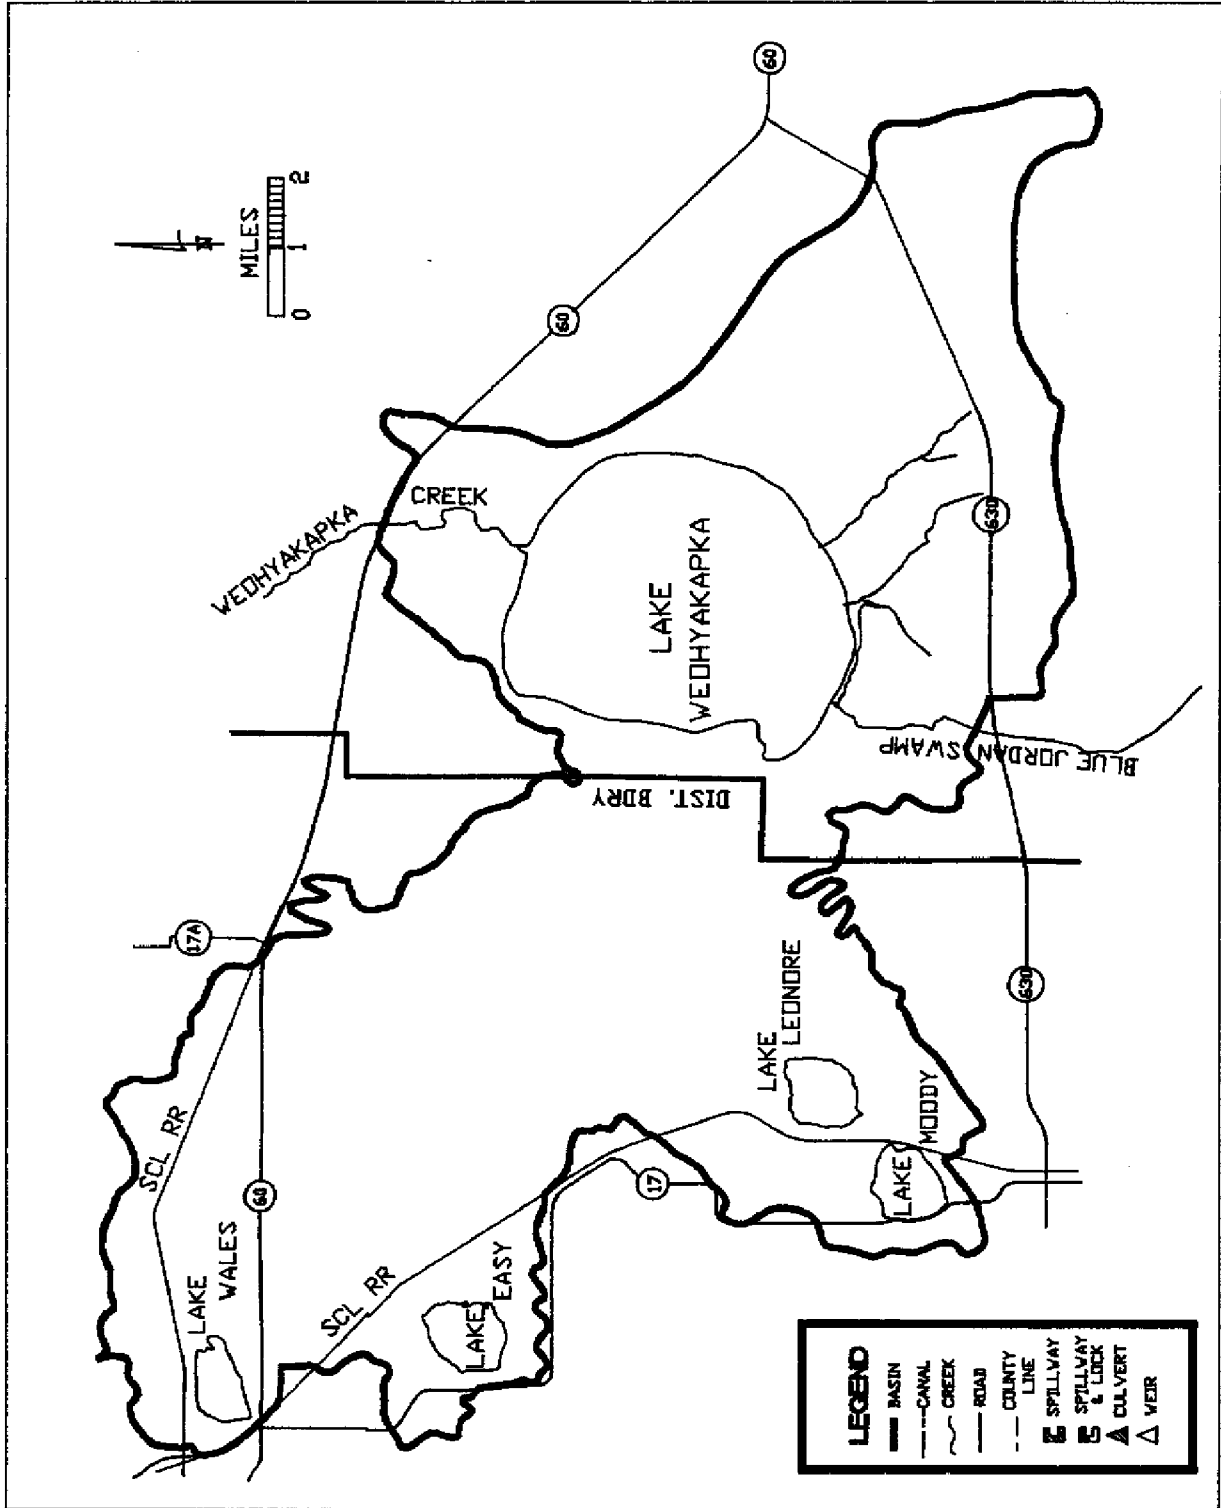 60
MILES
0 1 2
60
WEOHYAKAPKA
CREEK
LAKE
WEOHYAKAPKA
630
BLUE JORDAN SWAMP
DIST. BDRY
17A
630
LAKE
LEONORE
LAKE
MOODY
SCL RR
60
LAKE
WALES
SCL RR
LAKE
EASY
17
LEGEND
BASIN
CANAL
CREEK
ROAD
COUNTY
LINE
SPILLWAY
SPILLWAY
& LOCK
CULVERT
WEIR